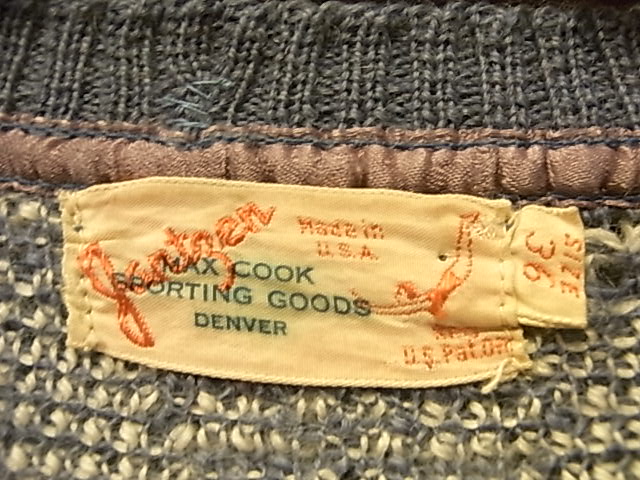 Jantzen
Made in
U.S.A.
MAX COOK
SPORTING GOODS
DENVER
U.S. Pat. Off.
SIZE
36